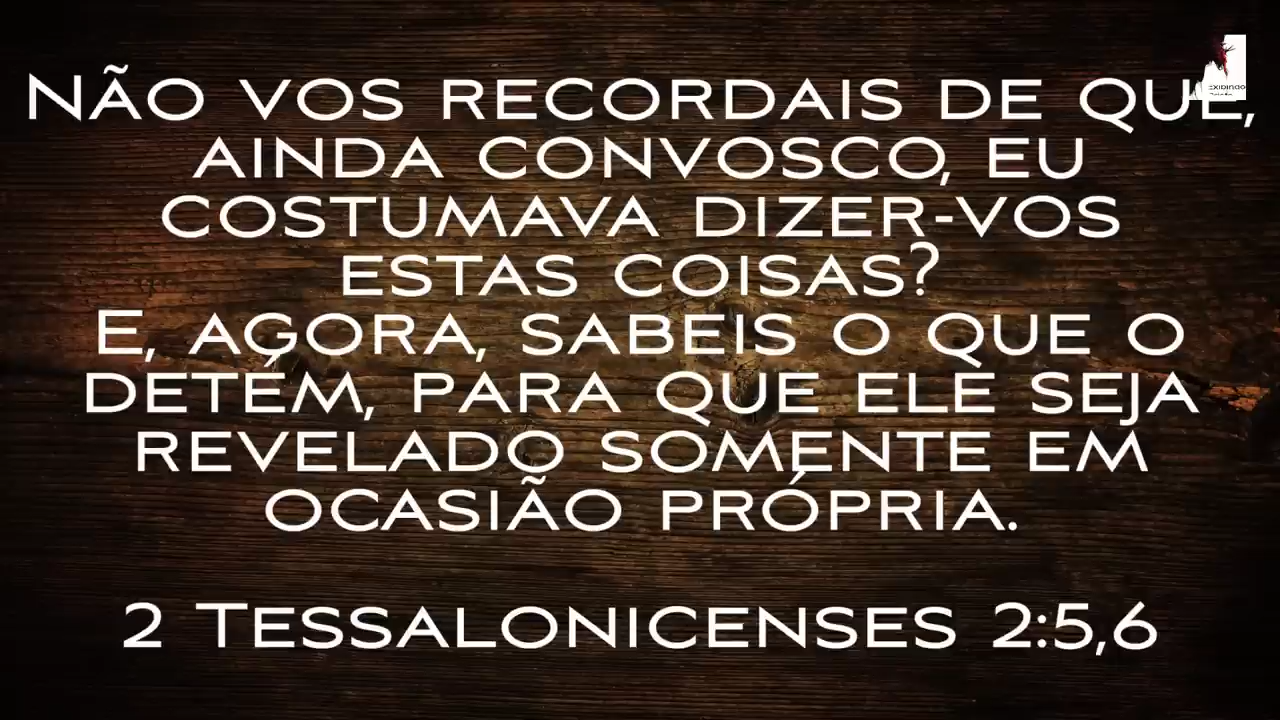 NÃO VOS RECORDAIS DE QUE,
AINDA CONVOSCO, EU
COSTUMAVA DIZER-VOS
ESTAS COISAS?
E, AGORA, SABEIS O QUE O
DETÉM, PARA QUE ELE SEJA
REVELADO SOMENTE EM
OCASIÃO PRÓPRIA.
2 TESSALONICENSES 2:5,6